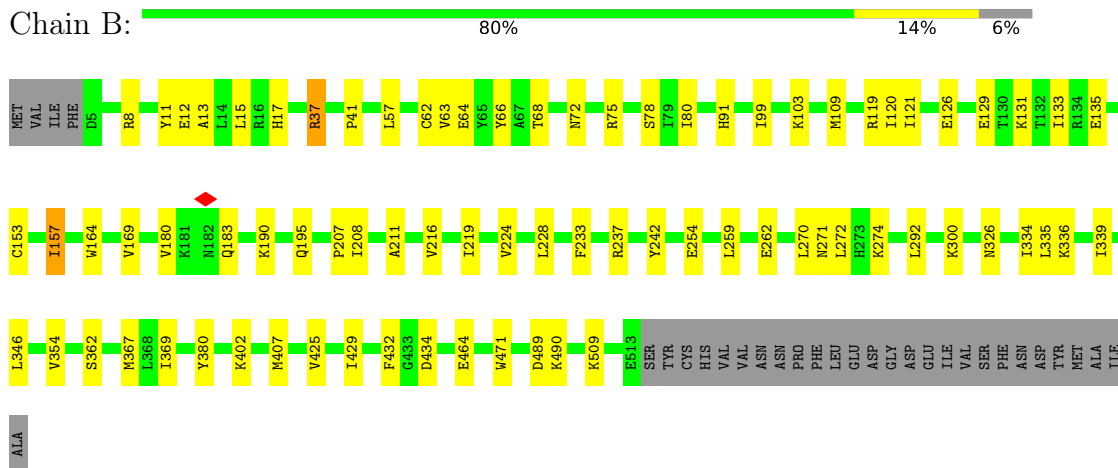 Chain B:
80% 14% 6%
MET VAL ILE PHE D5 R8 Y11 E12 A13 L14 L15 R16 H17 R37 P41 L57 C62 V63 E64 Y65 Y66 A67 T68 N72 R75 S78 I79 I80 H91 I99 K103 M109 R119 I120 I121 E126 E129 T130 K131 T132 I133 R134 E135
C153 I157 W164 V169 V180 K181 N182 Q183 K190 Q195 P207 I208 A211 V216 I219 V224 L228 F233 R237 Y242 E254 L259 E262 L270 N271 L272 H273 K274 L292 K300 N326 I334 L335 K336 I339
L346 V354 S362 M367 L368 I369 Y380 K402 M407 V425 I429 F432 G433 D434 E464 W471 D489 K490 K509 E513 SER TYR CYS HIS VAL VAL ASN ASN PRO PHE LEU GLU ASP GLY ASP GLU ILE VAL SER PHE ASN ASP TYR MET ALA ILE
ALA